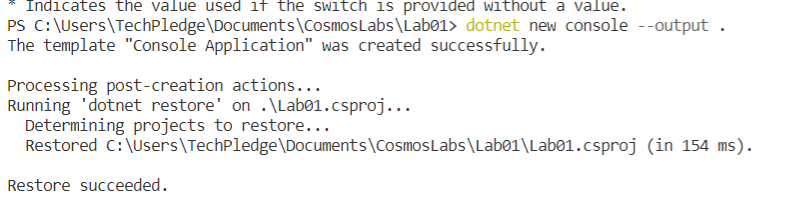 * Indicates the value used if the switch is provided without a value.
PS C:\Users\TechPledge\Documents\CosmosLabs\Lab01> dotnet new console --output .
The template "Console Application" was created successfully.
Processing post-creation actions...
Running 'dotnet restore' on .\Lab01.csproj...
Determining projects to restore...
Restored C:\Users\TechPledge\Documents\CosmosLabs\Lab01\Lab01.csproj (in 154 ms).
Restore succeeded.